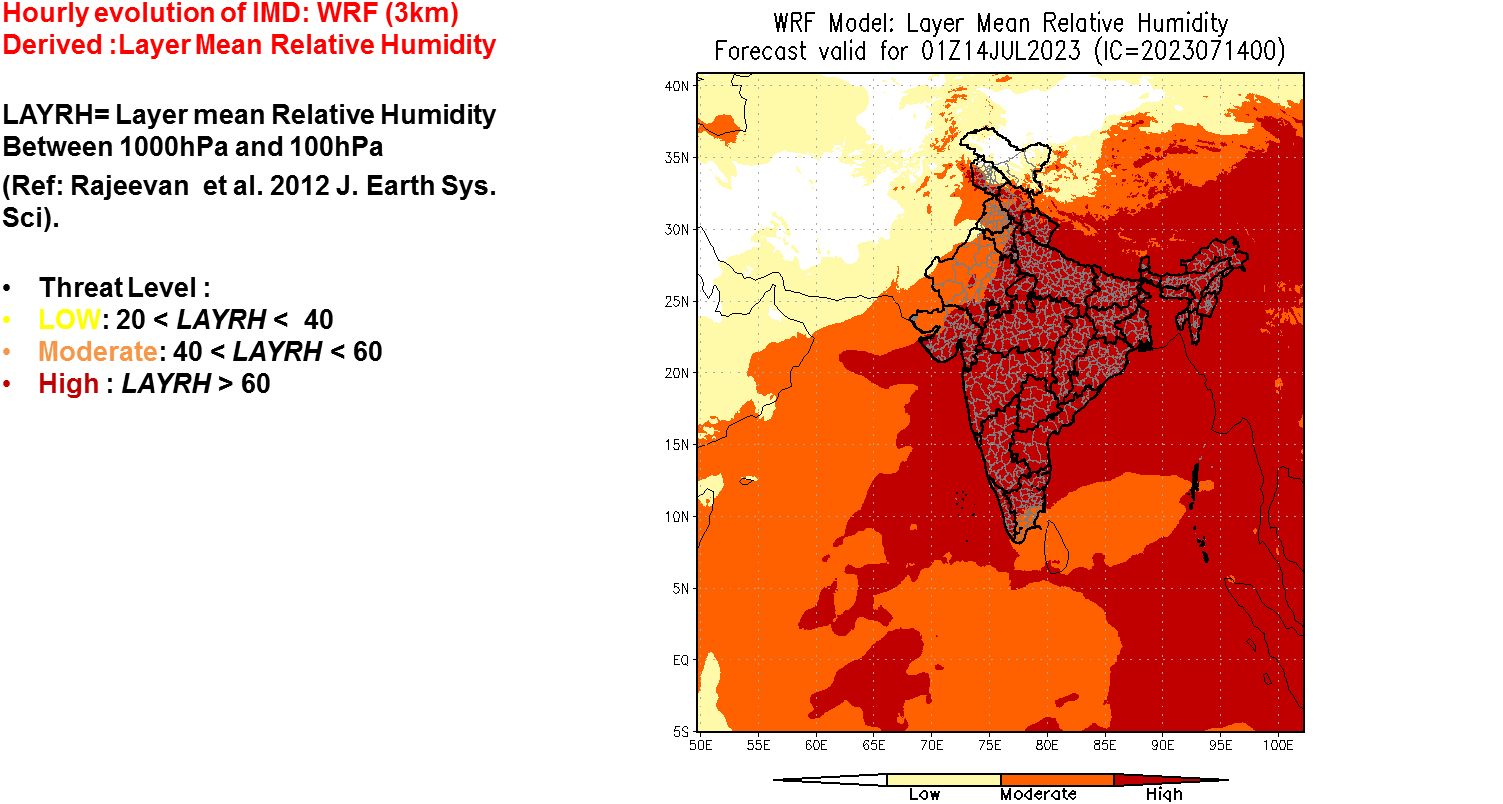 Hourly evolution of IMD: WRF (3km)
Derived :Layer Mean Relative Humidity
LAYRH= Layer mean Relative Humidity
Between 1000hPa and 100hPa
(Ref: Rajeevan et al. 2012 J. Earth Sys.
Sci).
• Threat Level :
• LOW: 20 < LAYRH < 40
• Moderate: 40 < LAYRH < 60
• High : LAYRH > 60
WRF Model: Layer Mean Relative Humidity
Forecast valid for 01Z14JUL2023 (IC=2023071400)
40N
35N
30N
25N
20N
15N
10N
5N
EQ
5S
50E 55E 60E 65E 70E 75E 80E 85E 90E 95E 100E
Low Moderate High